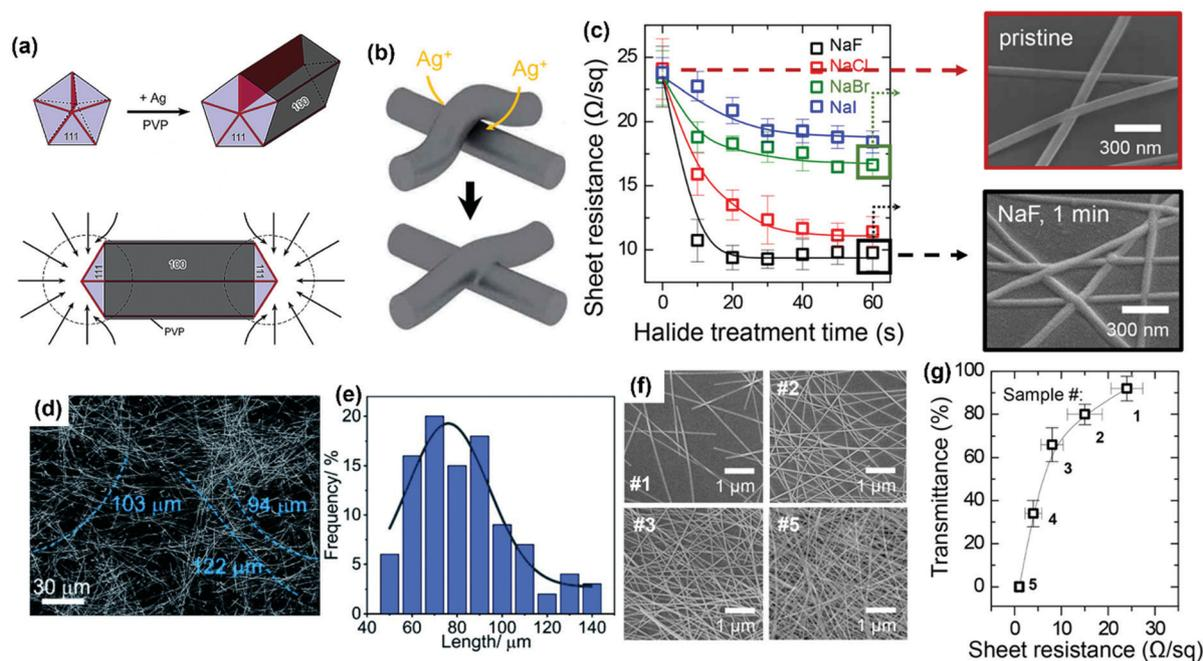 (a)
111
+ Ag
PVP
111
100
100
111
111
PVP
(b)
Ag⁺
Ag⁺
(c)
Sheet resistance (Ω/sq)
25
20
15
10
0
20
40
60
Halide treatment time (s)
NaF
NaCl
NaBr
NaI
pristine
300 nm
NaF, 1 min
300 nm
(d)
103 μm
94 μm
122 μm
30 μm
(e)
Frequency/ %
20
15
10
5
0
40
60
80
100
120
140
Length/ μm
(f)
#1
1 μm
#2
1 μm
#3
1 μm
#5
1 μm
(g)
Transmittance (%)
100
80
60
40
20
0
Sample #:
1
2
3
4
5
0
10
20
30
Sheet resistance (Ω/sq)